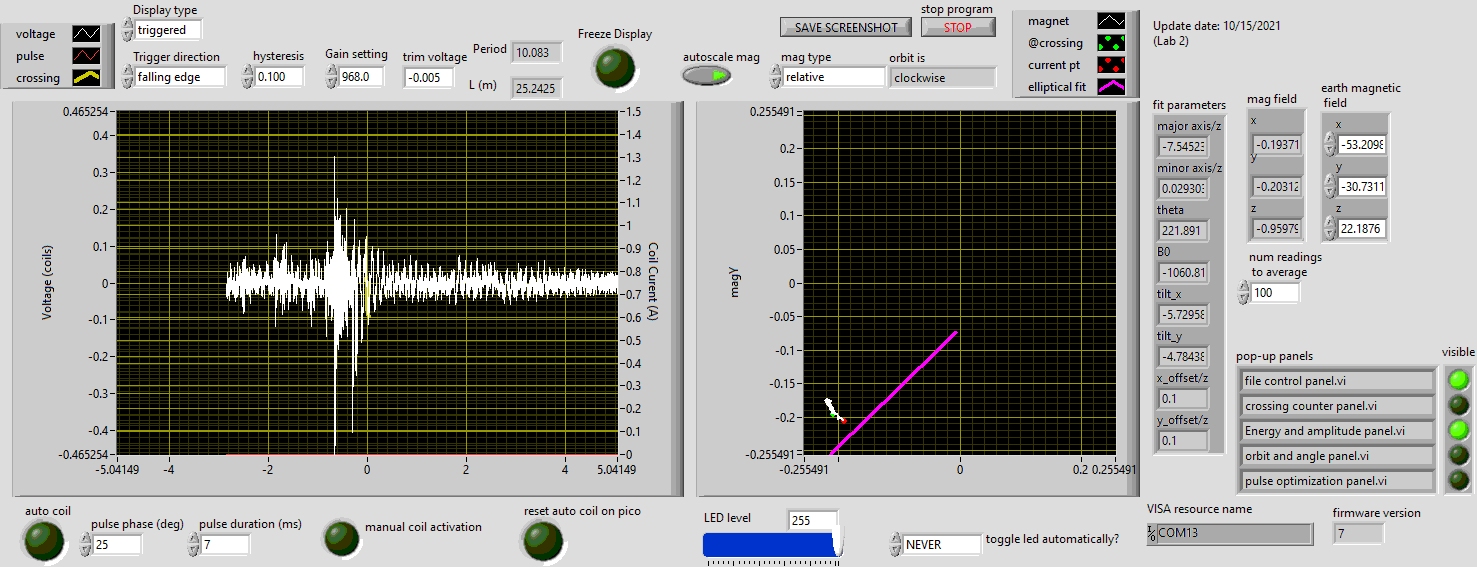 voltage
pulse
crossing
Display type
triggered
Trigger direction
falling edge
hysteresis
0.100
Gain setting
968.0
trim voltage
-0.005
Period
10.083
L (m)
25.2425
Freeze Display
SAVE SCREENSHOT
stop program
STOP
autoscale mag
mag type
relative
orbit is
clockwise
magnet
@crossing
current pt
elliptical fit
Update date: 10/15/2021
(Lab 2)
Voltage (coils)
0.465254
0.4
0.3
0.2
0.1
0
-0.1
-0.2
-0.3
-0.4
-0.465254
-5.04149
-4
-2
0
2
4
5.04149
1.5
1.4
1.3
1.2
1.1
1
0.9
0.8
0.7
0.6
0.5
0.4
0.3
0.2
0.1
0
Coil Curent (A)
magY
0.255491
0.2
0.15
0.1
0.05
0
-0.05
-0.1
-0.15
-0.2
-0.255491
-0.255491
0
0.2
0.255491
fit parameters
major axis/z
-7.54523
minor axis/z
0.029303
theta
221.891
B0
-1060.81
tilt_x
-5.72958
tilt_y
-4.78438
x_offset/z
0.1
y_offset/z
0.1
mag field
x
-0.19371
y
-0.20312
z
-0.95979
earth magnetic
field
x
-53.2098
y
-30.7311
z
22.1876
num readings
to average
100
pop-up panels
visible
file control panel.vi
crossing counter panel.vi
Energy and amplitude panel.vi
orbit and angle panel.vi
pulse optimization panel.vi
auto coil
pulse phase (deg)
25
pulse duration (ms)
7
manual coil activation
reset auto coil on pico
LED level
255
NEVER
toggle led automatically?
VISA resource name
COM13
firmware version
7